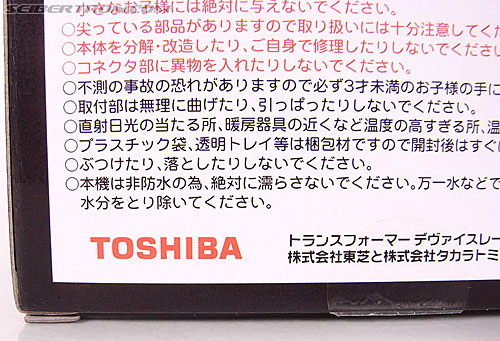 SEIBERTRON.COM
小さなお子様には絶対に与えないでください。
○尖っている部品がありますので取り扱いには十分注意してくだ
○本体を分解・改造したり、ご自身で修理したりしないでくださ
○コネクタ部に異物を入れたりしないでください。
○不測の事故の恐れがありますので必ず3才未満のお子様の手に
○取付部は無理に曲げたり、引っぱったりしないでください。
○直射日光の当たる所、暖房器具の近くなど温度の高すぎる所、温
○プラスチック袋、透明トレイ等は梱包材ですので開封後はすぐに
○ぶつけたり、落としたりしないでください。
○本機は非防水の為、絶対に濡らさないでください。万一水などで
水分をとり除いてください。
TOSHIBA
トランスフォーマー デヴァイスレー
株式会社東芝と株式会社タカラトミ